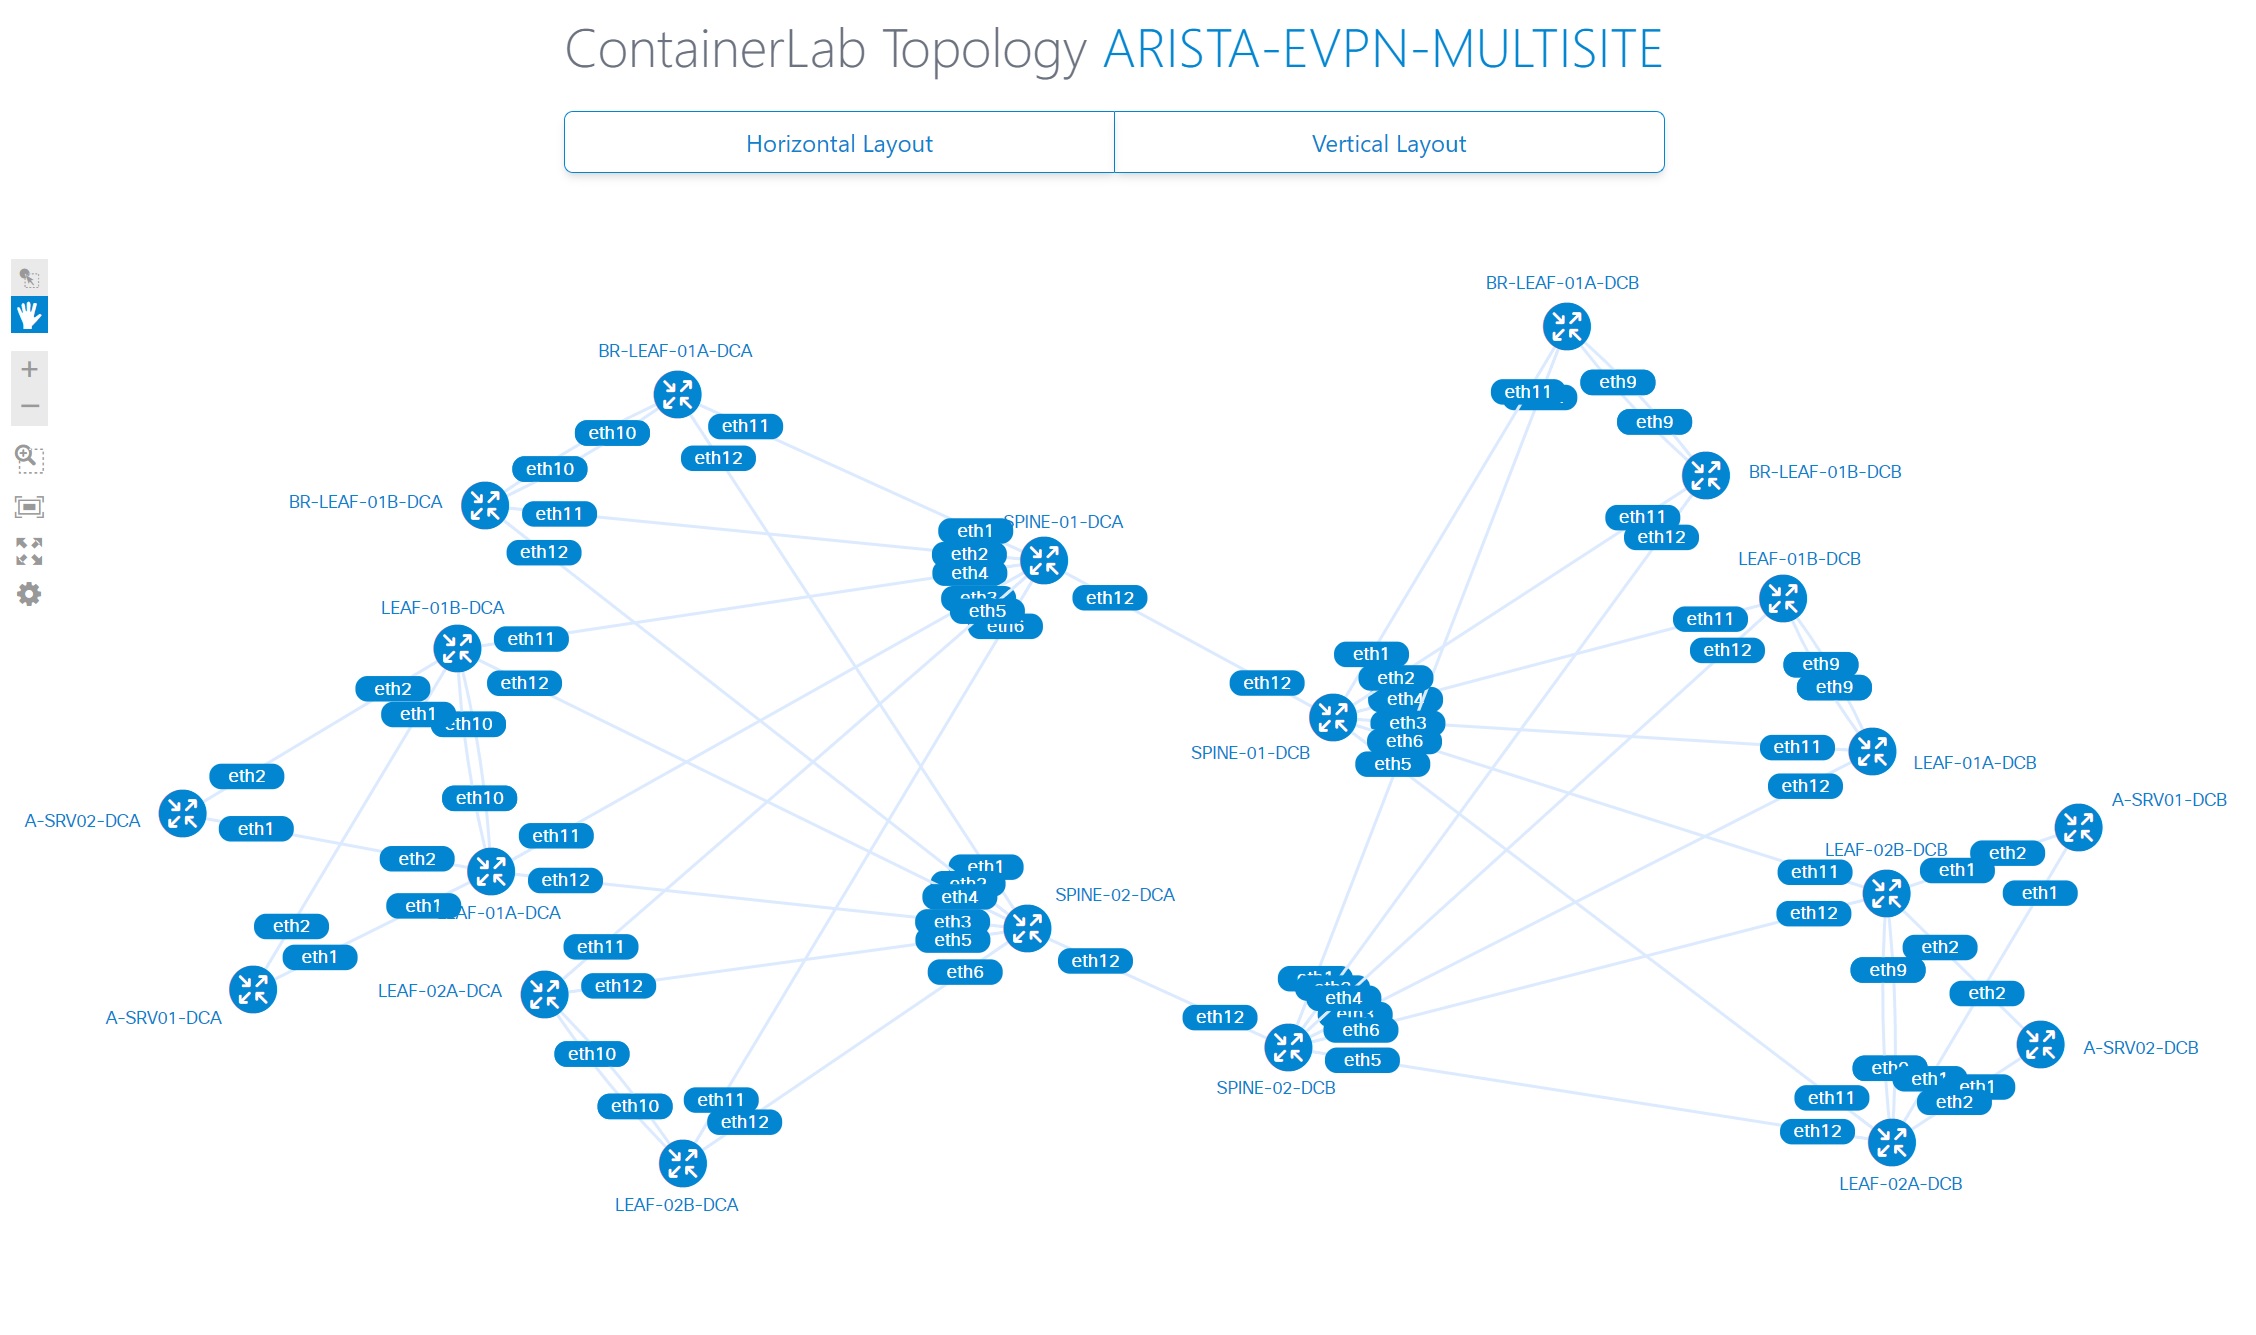 ContainerLab Topology ARISTA-EVPN-MULTISITE
Horizontal Layout
Vertical Layout
BR-LEAF-01A-DCB
eth9
eth11
eth9
BR-LEAF-01A-DCA
eth11
eth10
eth12
eth10
BR-LEAF-01B-DCB
BR-LEAF-01B-DCA
eth11
eth11
eth12
SPINE-01-DCA
eth1
eth12
eth2
LEAF-01B-DCB
eth4
eth3
eth12
eth5
LEAF-01B-DCA
eth6
eth11
eth11
eth12
eth1
eth9
eth2
eth12
eth12
eth9
eth2
eth4
eth1
eth10
eth3
eth6
eth11
SPINE-01-DCB
eth5
LEAF-01A-DCB
eth2
eth12
eth10
A-SRV01-DCB
A-SRV02-DCA
eth1
eth11
LEAF-02B-DCB
eth2
eth2
eth1
eth1
eth11
eth12
eth2
eth1
SPINE-02-DCA
eth4
eth1
LEAF-01A-DCA
eth12
eth3
eth2
eth5
eth11
eth2
eth1
eth12
eth6
eth9
eth12
LEAF-02A-DCA
eth2
eth1
eth4
A-SRV01-DCA
eth12
eth3
eth6
A-SRV02-DCB
eth10
eth5
SPINE-02-DCB
eth1
eth1
eth11
eth11
eth2
eth10
eth12
eth12
LEAF-02A-DCB
LEAF-02B-DCA